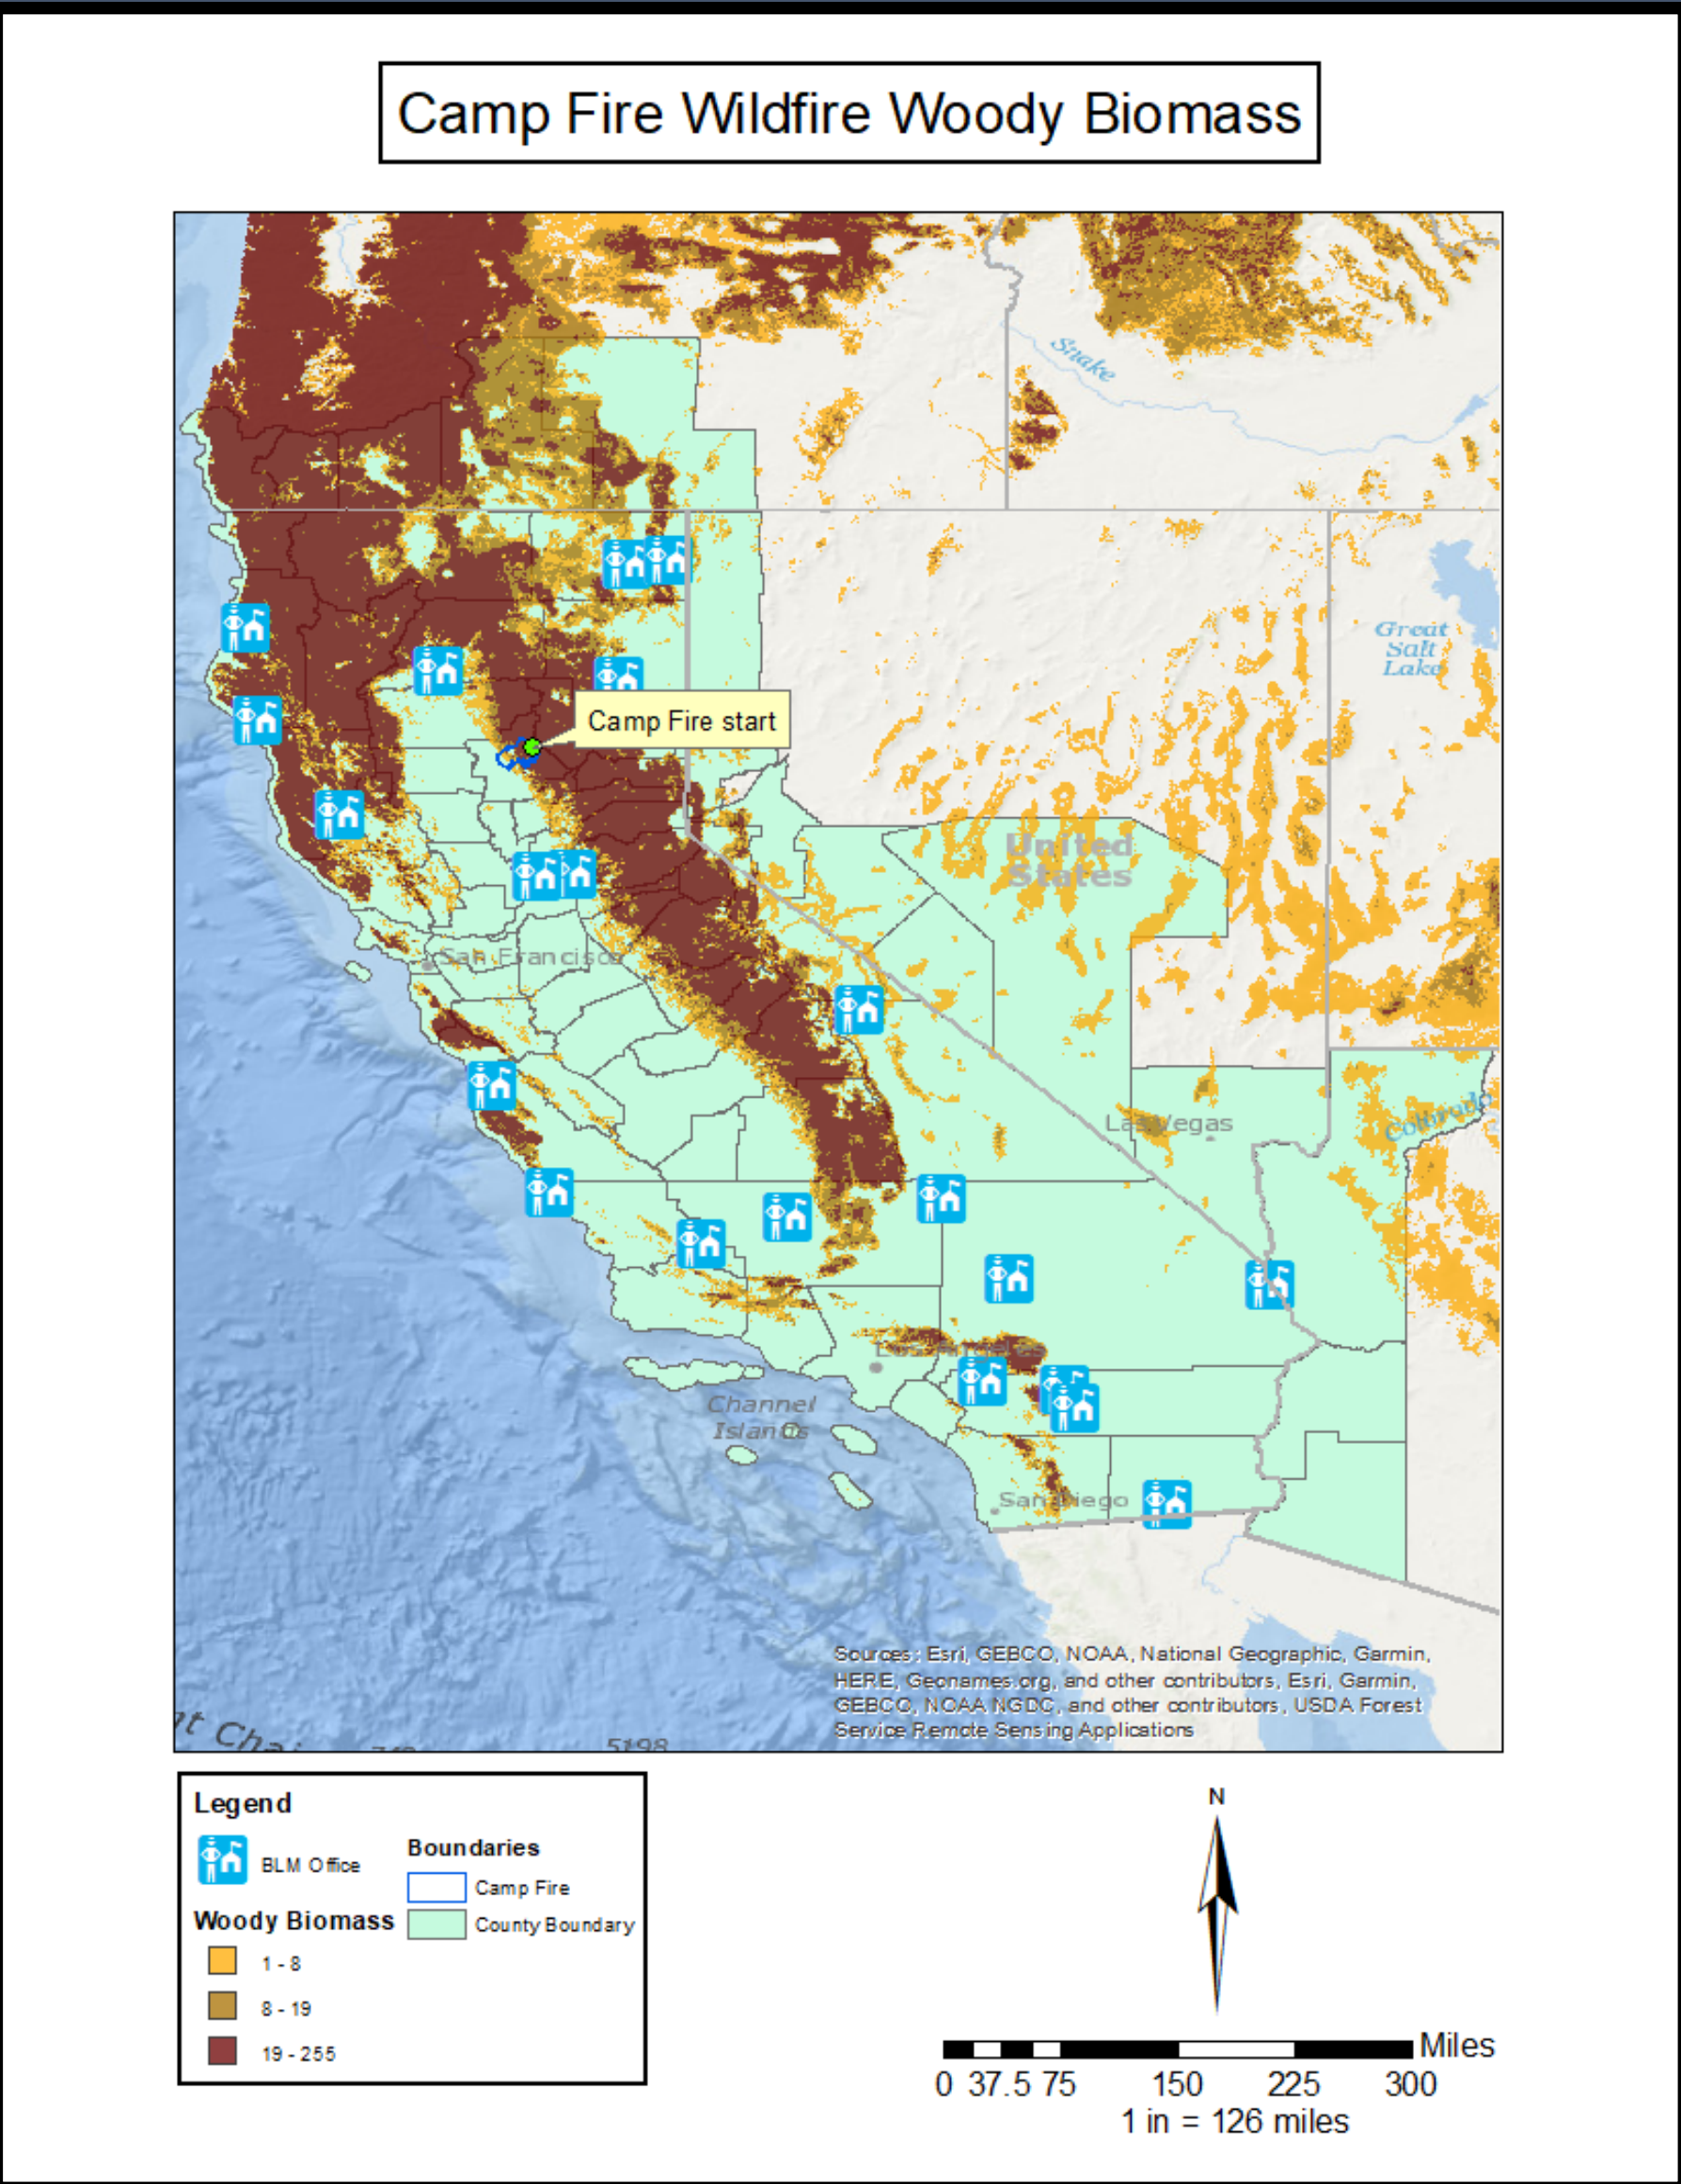 Camp Fire Wildfire Woody Biomass
Snake
Great
Salt
Lake
Camp Fire start
United
States
San Francisco
Las Vegas
Colorado
Los Angeles
Channel
Islands
San Diego
Sources: Esri, GEBCO, NOAA, National Geographic, Garmin,
HERE, Geonames.org, and other contributors, Esri, Garmin,
GEBCO, NOAA NGDC, and other contributors, USDA Forest
Service Remote Sensing Applications
5198
Legend
BLM Office
Woody Biomass
1 - 8
8 - 19
19 - 255
Boundaries
Camp Fire
County Boundary
N
Miles
0 37.5 75 150 225 300
1 in = 126 miles